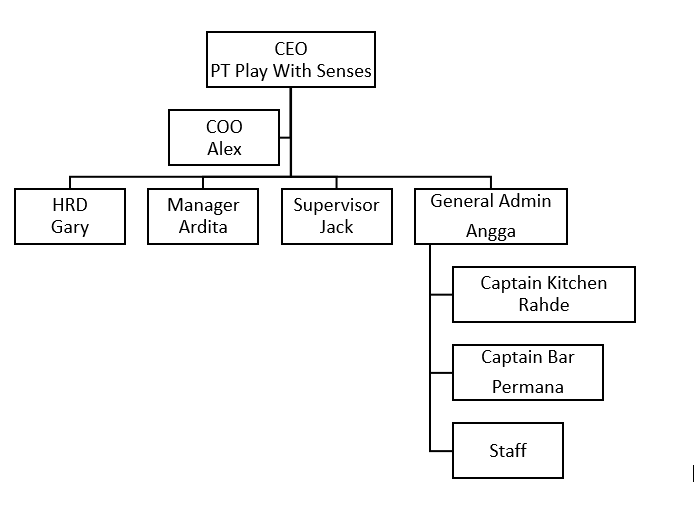 CEO
PT Play With Senses
COO
Alex
HRD
Gary
Manager
Ardita
Supervisor
Jack
General Admin
Angga
Captain Kitchen
Rahde
Captain Bar
Permana
Staff